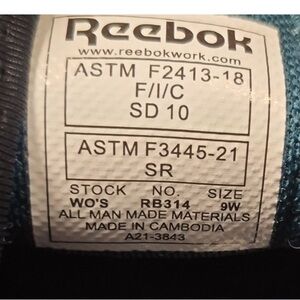 Reebok
www.reebokwork.com
ASTM F2413-18
F/I/C
SD 10
ASTM F3445-21
SR
STOCK NO. SIZE
WO'S RB314 9W
ALL MAN MADE MATERIALS
MADE IN CAMBODIA
A21-3843